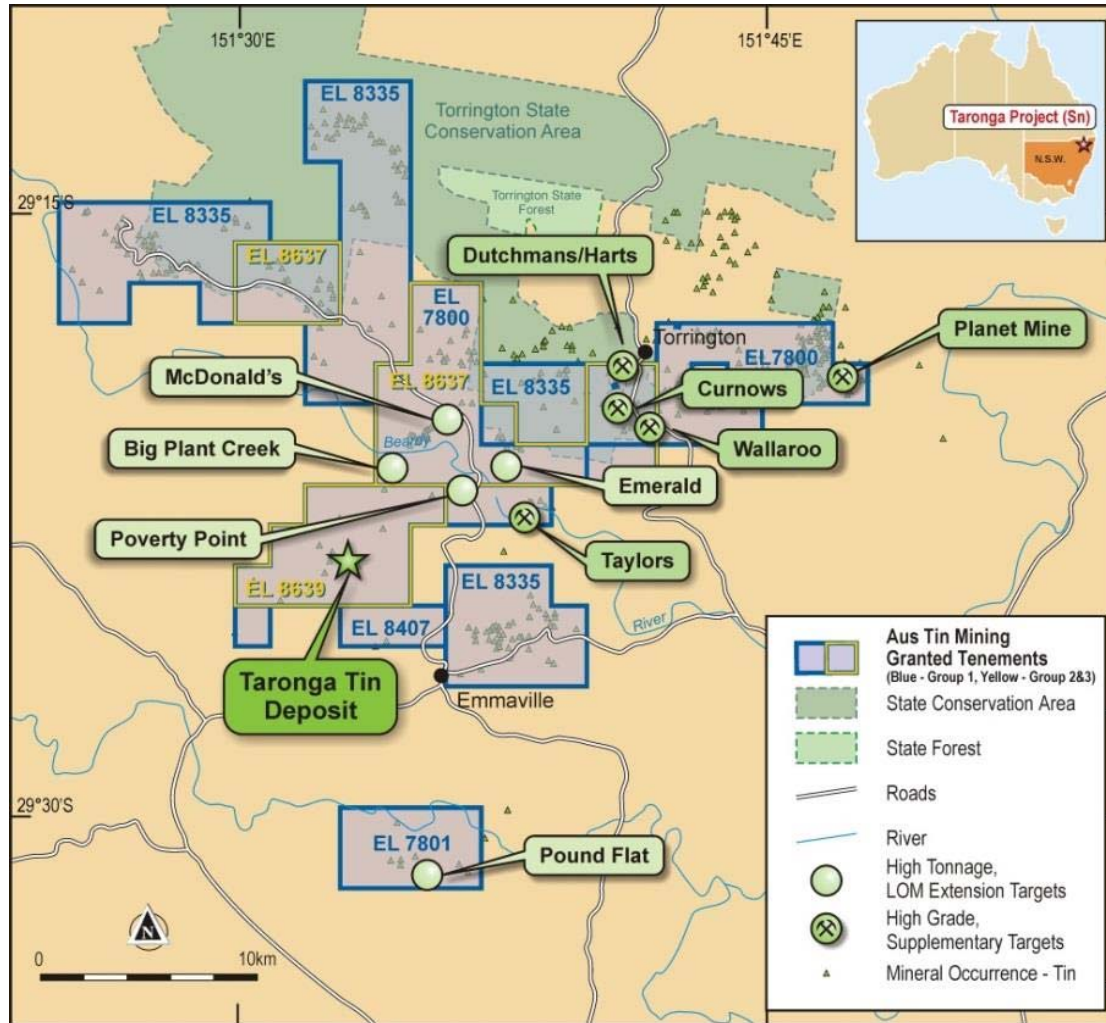 151°30'E
151°45'E
EL 8335
Torrington State
Conservation Area
Taronga Project (Sn)
N.S.W.
29°15'S
EL 8335
Torrington State
Forest
EL 8637
Dutchmans/Harts
EL
7800
Torrington
Planet Mine
EL7800
McDonald's
EL 8637
EL 8335
Curnows
Big Plant Creek
Beardy
Wallaroo
Emerald
Poverty Point
Taylors
EL 8639
EL 8335
EL 8407
River
Taronga Tin
Deposit
Emmaville
29°30'S
EL 7801
Pound Flat
N
0
10km
Aus Tin Mining
Granted Tenements
(Blue - Group 1, Yellow - Group 2&3)
State Conservation Area
State Forest
Roads
River
High Tonnage,
LOM Extension Targets
High Grade,
Supplementary Targets
Mineral Occurrence - Tin